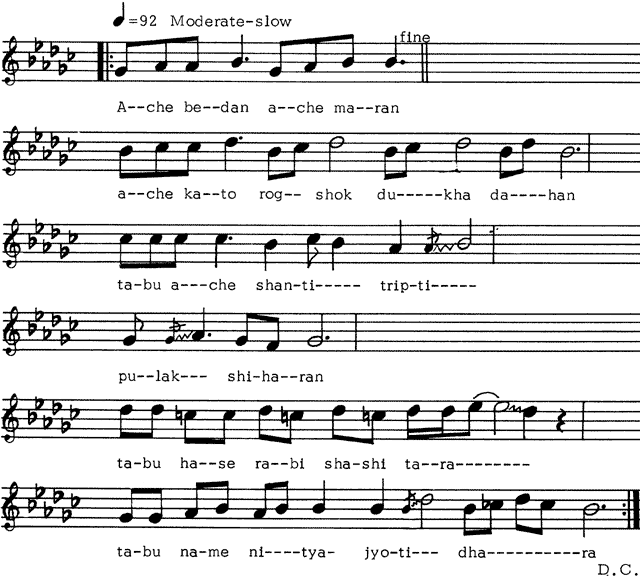 ♩=92 Moderate-slow
fine
A--che be--dan a--che ma--ran
a--che ka--to rog-- shok du-----kha da----han
ta-bu a---che shan-ti----- trip-ti-----
pu--lak--- shi-ha--ran
ta-bu ha--se ra--bi sha-shi ta--ra--------
ta-bu na-me ni----tya- jyo-ti--- dha----------ra
D.C.